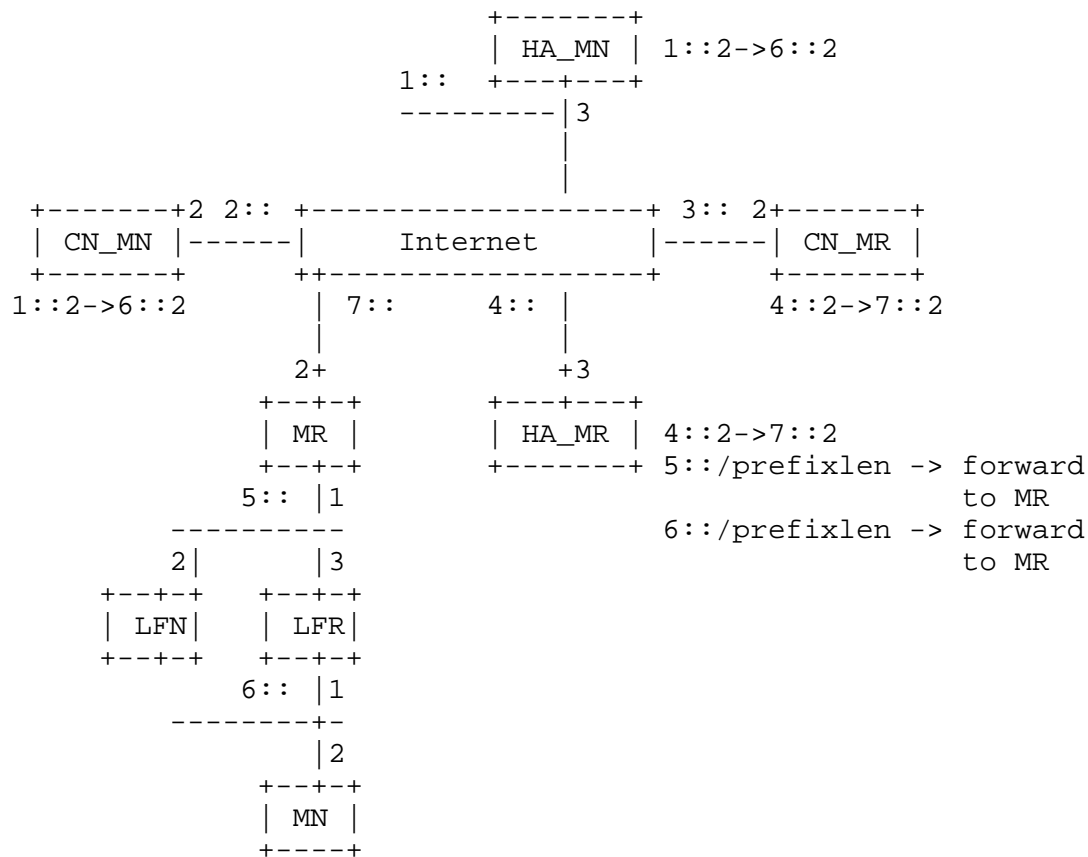 +-------+
| HA_MN | 1::2->6::2
1:: +---+---+
---------|3
|
|
+-------+2 2:: +-------------------+ 3:: 2+-------+
| CN_MN |------| Internet |------| CN_MR |
+-------+ ++------------------+ +-------+
1::2->6::2 | 7:: 4:: | 4::2->7::2
| |
2+ +3
+--+-+ +---+---+
| MR | | HA_MR | 4::2->7::2
+--+-+ +-------+ 5::/prefixlen -> forward
5:: |1 to MR
---------- 6::/prefixlen -> forward
2| |3 to MR
+--+-+ +--+-+
| LFN| | LFR|
+--+-+ +--+-+
6:: |1
--------+-
|2
+--+-+
| MN |
+----+